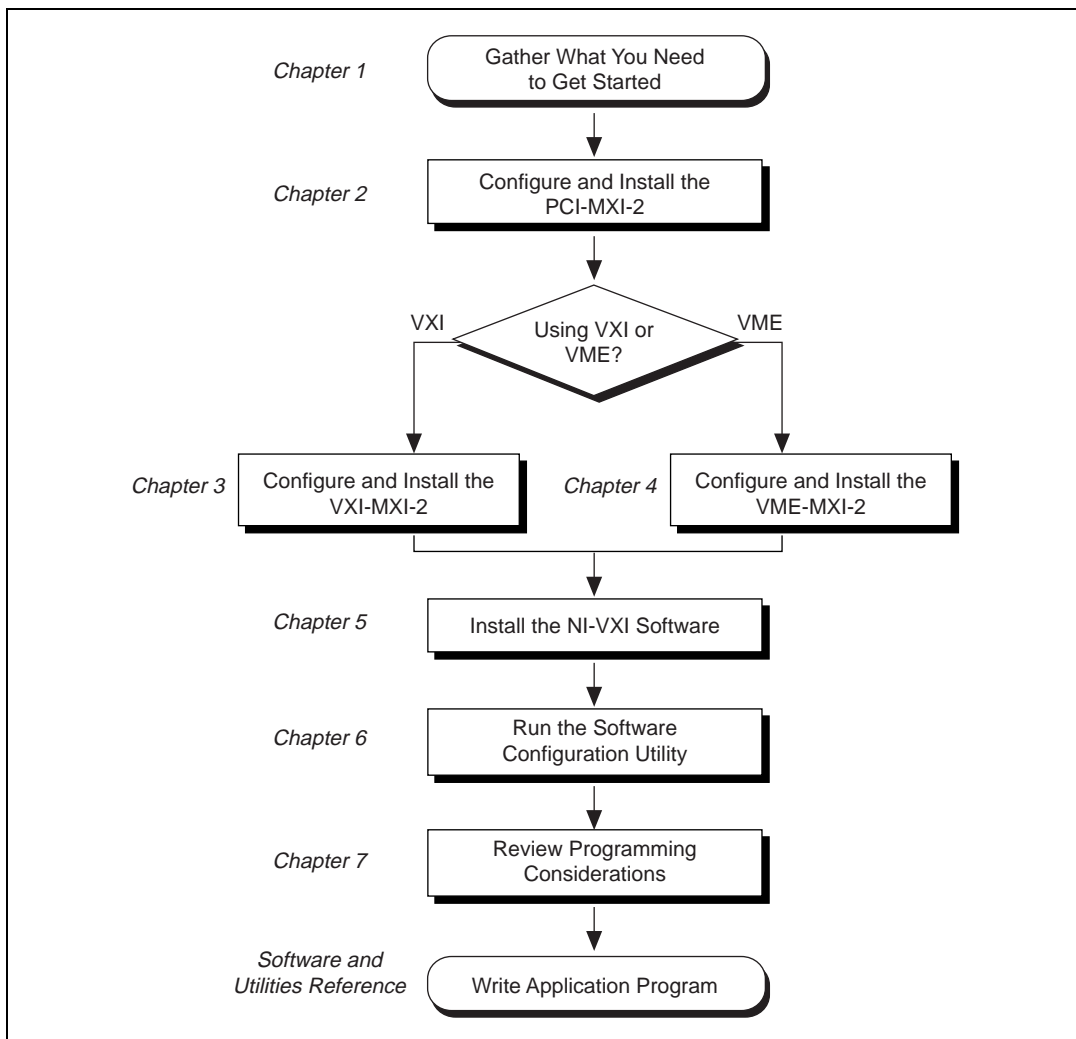 Chapter 1
Gather What You Need
to Get Started
Chapter 2
Configure and Install the
PCI-MXI-2
VXI
Using VXI or
VME?
VME
Chapter 3
Configure and Install the
VXI-MXI-2
Chapter 4
Configure and Install the
VME-MXI-2
Chapter 5
Install the NI-VXI Software
Chapter 6
Run the Software
Configuration Utility
Chapter 7
Review Programming
Considerations
Software and
Utilities Reference
Write Application Program